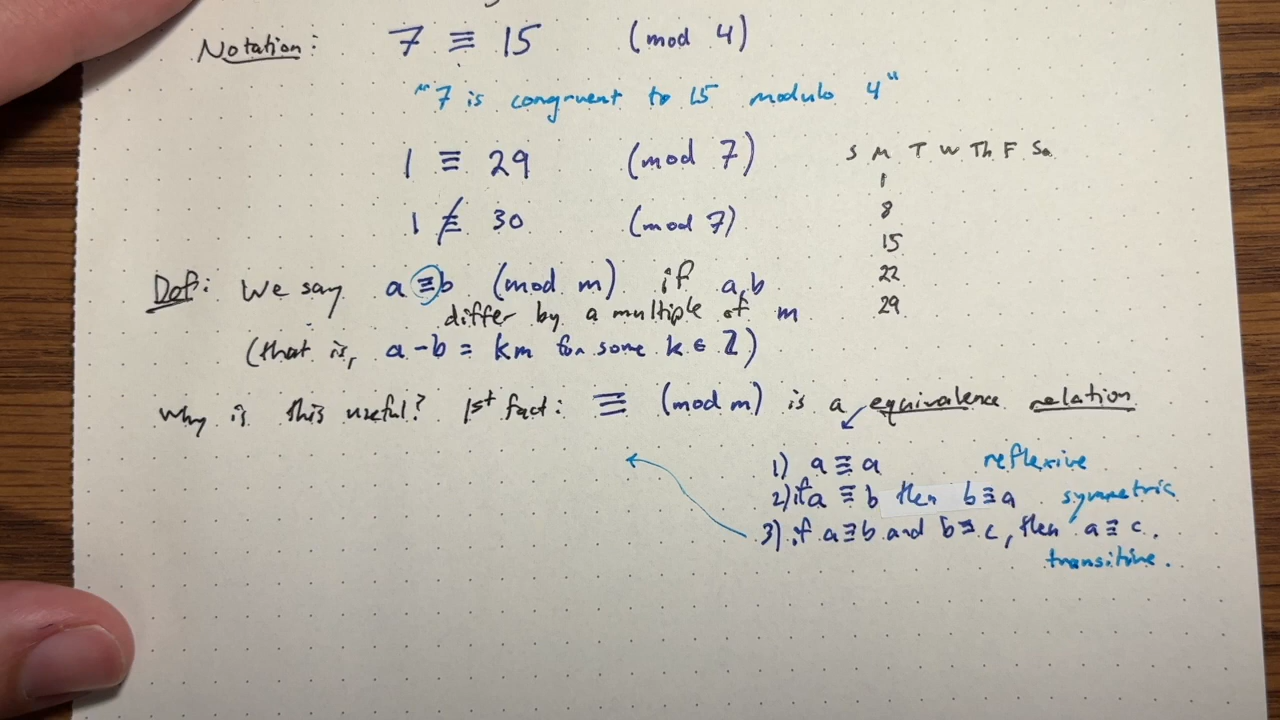 Notation: 7 ≡ 15 (mod 4)
"7 is congruent to 15 modulo 4"
1 ≡ 29 (mod 7)
1 ≢ 30 (mod 7)
S M T W Th F Sa
1
8
15
22
29
Def: We say a ≡ b (mod m) if a, b
differ by a multiple of m
(that is, a - b = km for some k ∈ ℤ)
Why is this useful? 1st fact: ≡ (mod m) is a equivalence relation
1) a ≡ a reflexive
2) if a ≡ b then b ≡ a symmetric
3) if a ≡ b and b ≡ c, then a ≡ c.
transitive.